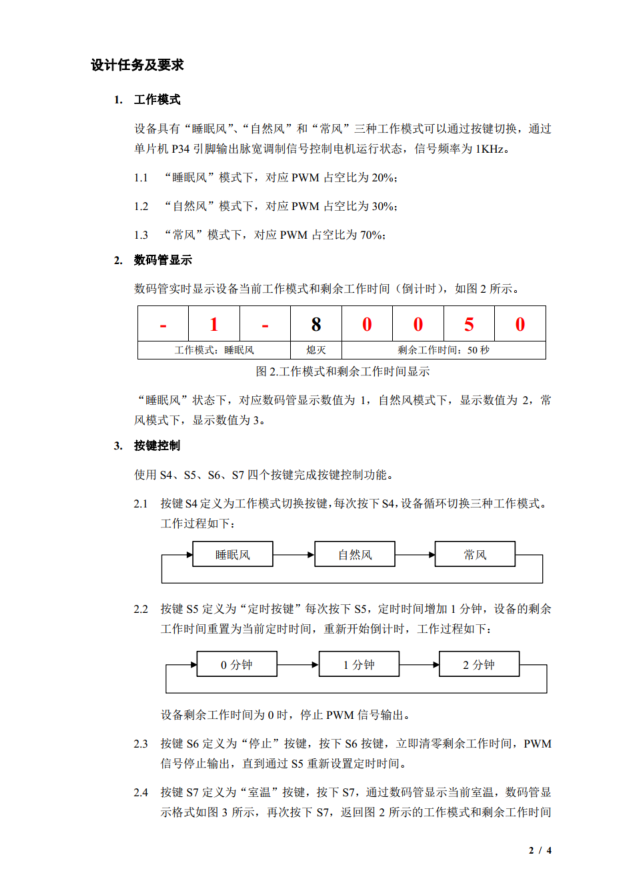 设计任务及要求
1. 工作模式
设备具有“睡眠风”、“自然风”和“常风”三种工作模式可以通过按键切换，通过
单片机 P34 引脚输出脉宽调制信号控制电机运行状态，信号频率为 1KHz。
1.1 “睡眠风”模式下，对应 PWM 占空比为 20%;
1.2 “自然风”模式下，对应 PWM 占空比为 30%;
1.3 “常风”模式下，对应 PWM 占空比为 70%;
2. 数码管显示
数码管实时显示设备当前工作模式和剩余工作时间（倒计时），如图 2 所示。
- 1 - 8 0 0 5 0
工作模式：睡眠风 熄灭 剩余工作时间：50 秒
图 2.工作模式和剩余工作时间显示
“睡眠风”状态下，对应数码管显示数值为 1，自然风模式下，显示数值为 2，常
风模式下，显示数值为 3。
3. 按键控制
使用 S4、S5、S6、S7 四个按键完成按键控制功能。
2.1 按键 S4 定义为工作模式切换按键，每次按下 S4，设备循环切换三种工作模式。
工作过程如下：
睡眠风 自然风 常风
2.2 按键 S5 定义为“定时按键”每次按下 S5，定时时间增加 1 分钟，设备的剩余
工作时间重置为当前定时时间，重新开始倒计时，工作过程如下：
0 分钟 1 分钟 2 分钟
设备剩余工作时间为 0 时，停止 PWM 信号输出。
2.3 按键 S6 定义为“停止”按键，按下 S6 按键，立即清零剩余工作时间，PWM
信号停止输出，直到通过 S5 重新设置定时时间。
2.4 按键 S7 定义为“室温”按键，按下 S7，通过数码管显示当前室温，数码管显
示格式如图 3 所示，再次按下 S7，返回图 2 所示的工作模式和剩余工作时间
2 / 4